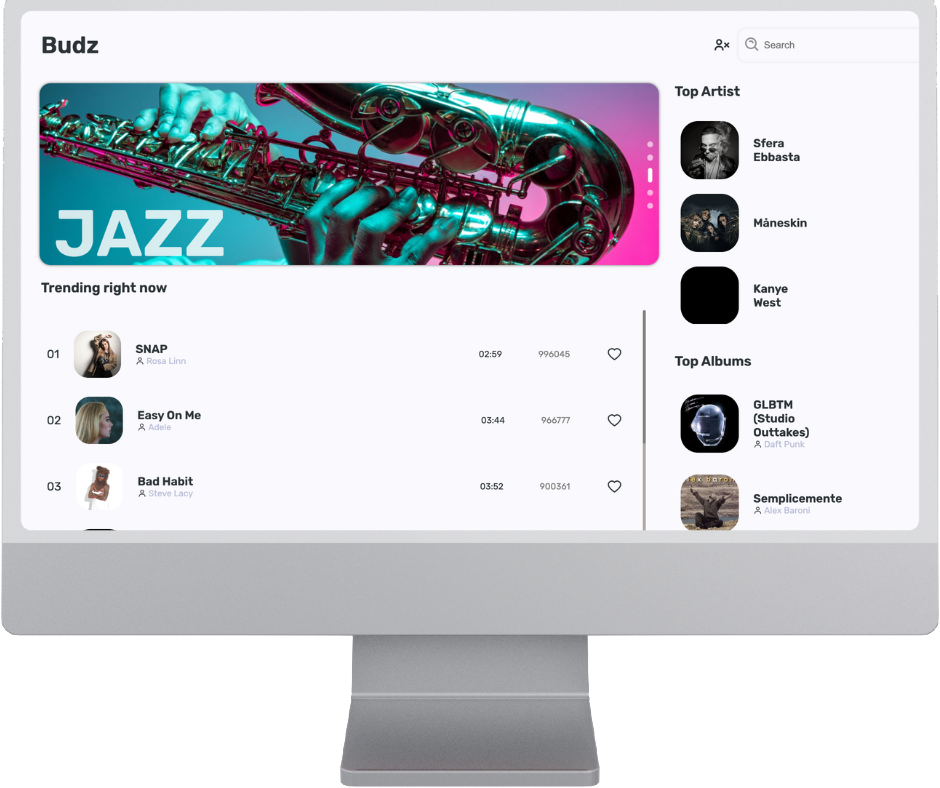 Budz
Search
JAZZ
Trending right now
01
SNAP
Rosa Linn
02:59
996045
02
Easy On Me
Adele
03:44
966777
03
Bad Habit
Steve Lacy
03:52
900361
Top Artist
Sfera
Ebbasta
Måneskin
Kanye
West
Top Albums
GLBTM
(Studio
Outtakes)
Daft Punk
lex baron
Semplicemente
Alex Baroni